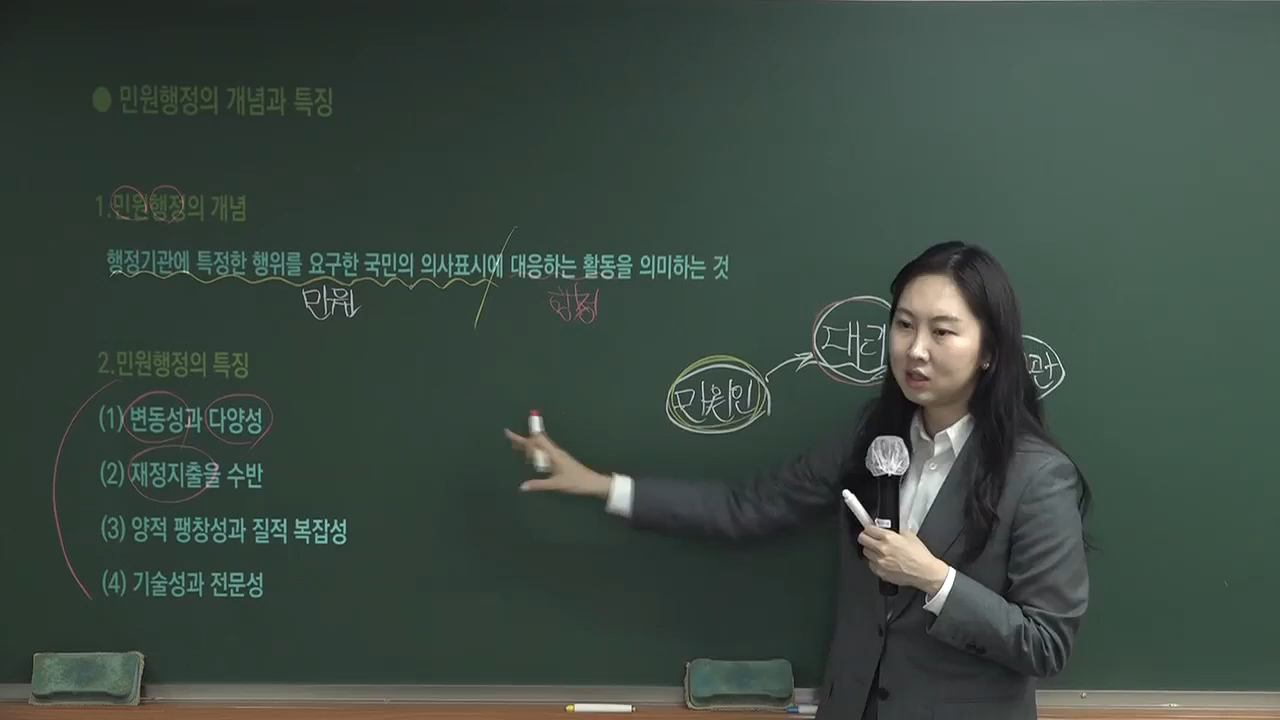 ● 민원행정의 개념과 특징
1.민원행정의 개념
행정기관에 특정한 행위를 요구한 국민의 의사표시에 대응하는 활동을 의미하는 것
민원 행정
2.민원행정의 특징
(1) 변동성과 다양성
(2) 재정지출을 수반
(3) 양적 팽창성과 질적 복잡성
(4) 기술성과 전문성
민원인
관